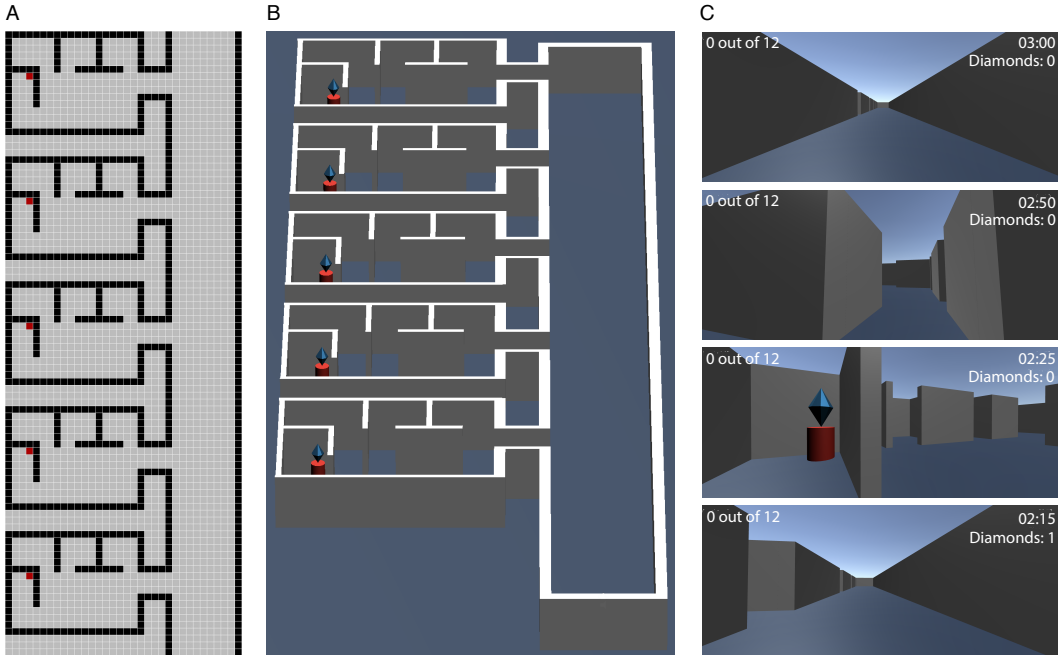 A
B
C
0 out of 12
03:00
Diamonds: 0
0 out of 12
02:50
Diamonds: 0
0 out of 12
02:25
Diamonds: 0
0 out of 12
02:15
Diamonds: 1